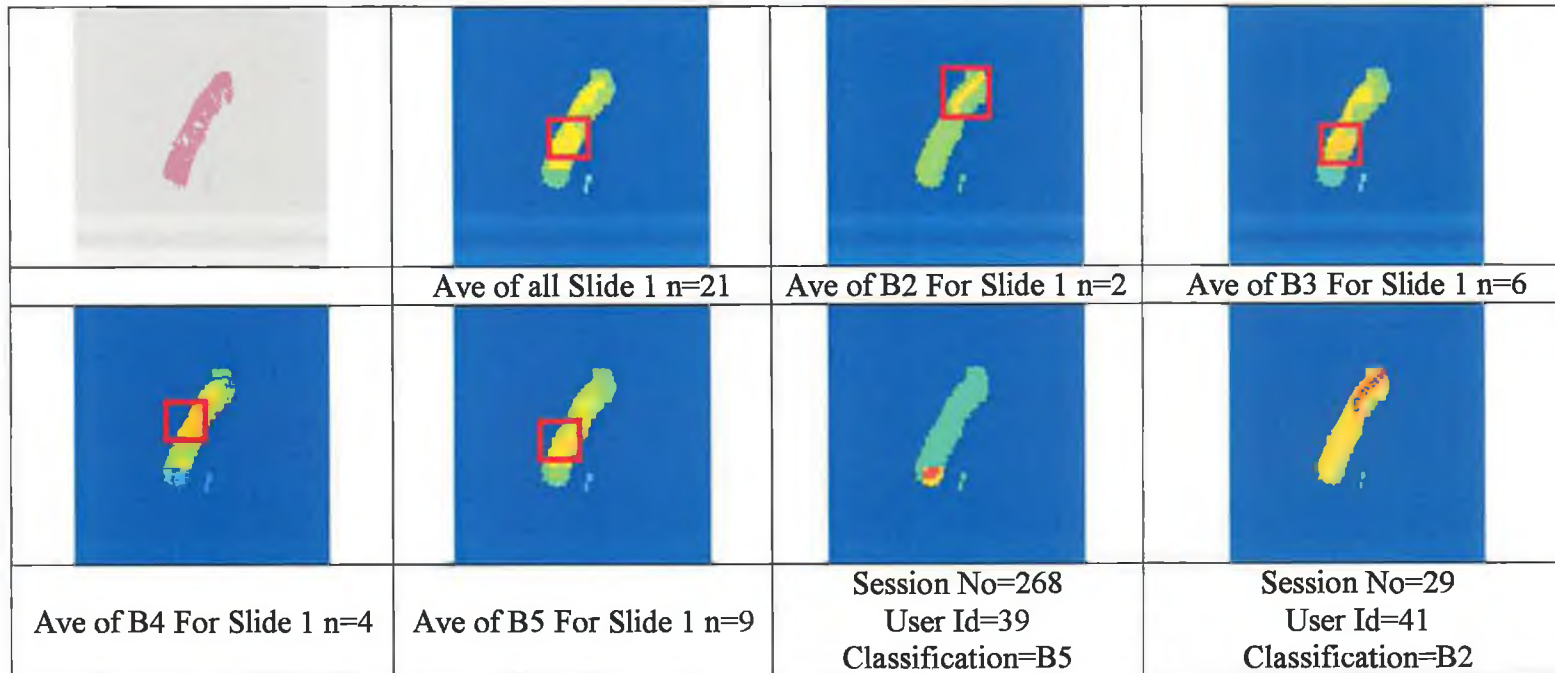 Ave of all Slide 1 n=21
Ave of B2 For Slide 1 n=2
Ave of B3 For Slide 1 n=6
Ave of B4 For Slide 1 n=4
Ave of B5 For Slide 1 n=9
Session No=268
User Id=39
Classification=B5
Session No=29
User Id=41
Classification=B2